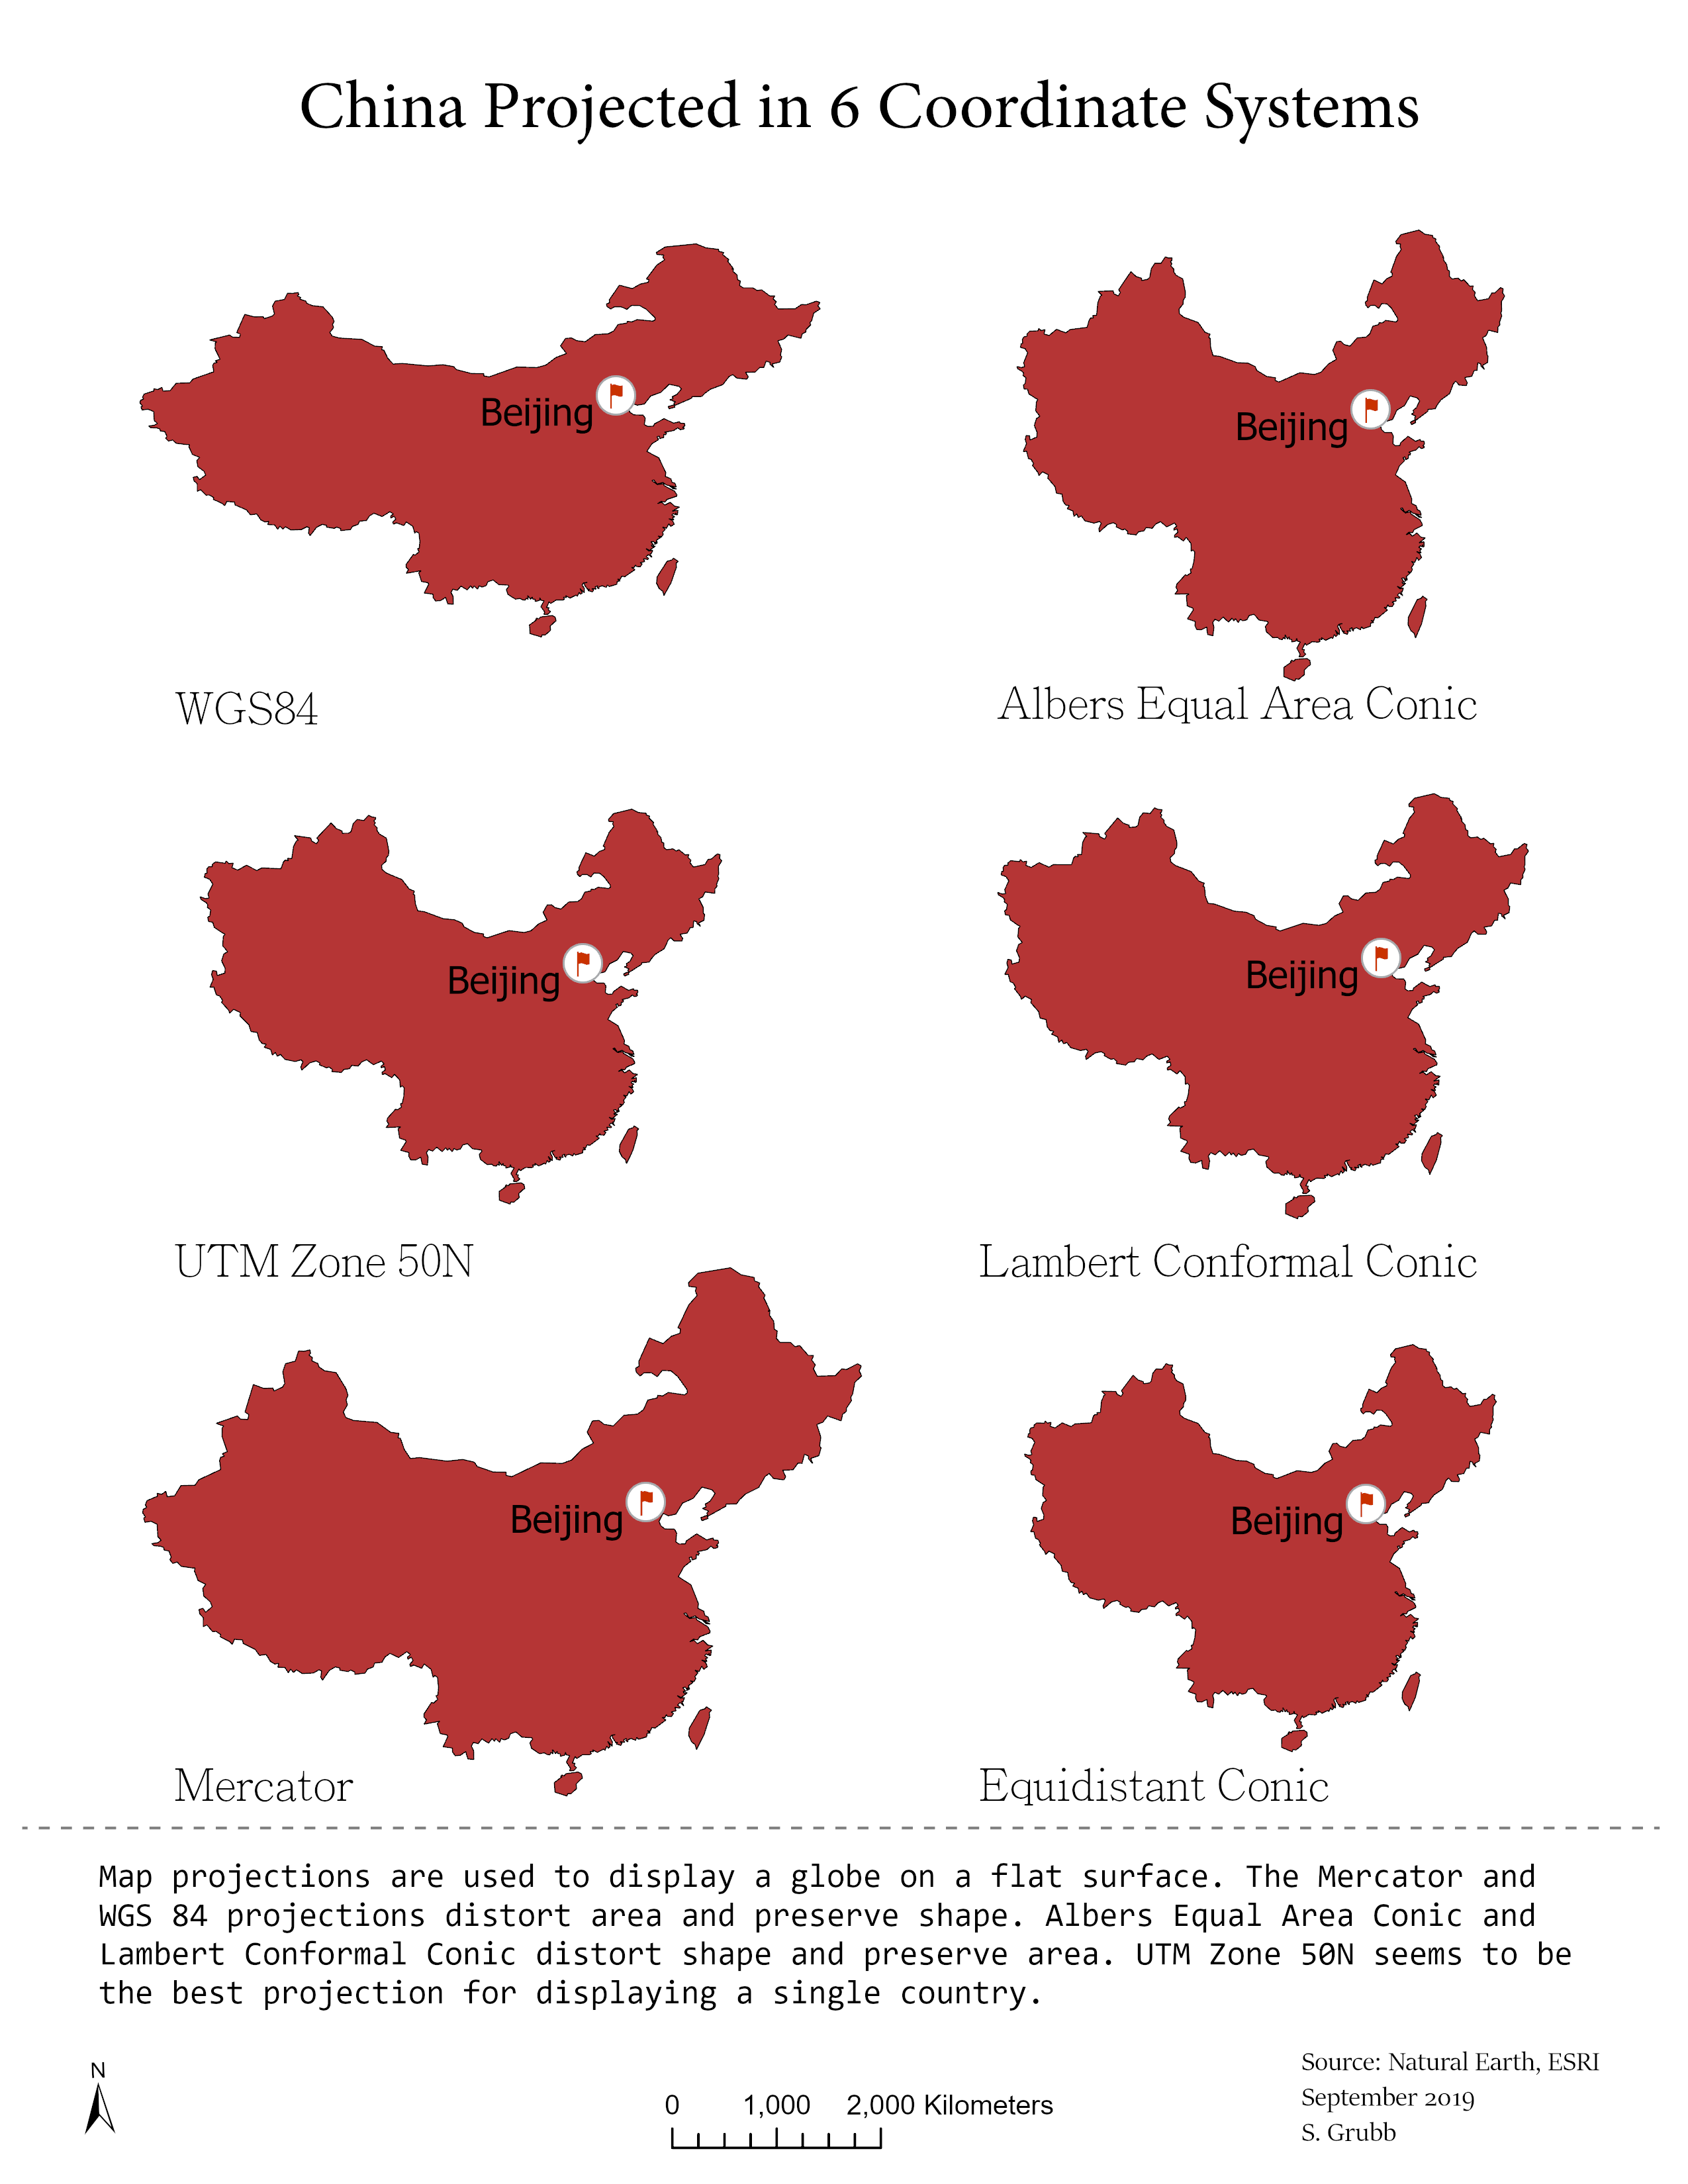 China Projected in 6 Coordinate Systems
Beijing
Beijing
WGS84
Albers Equal Area Conic
Beijing
Beijing
UTM Zone 50N
Lambert Conformal Conic
Beijing
Beijing
Mercator
Equidistant Conic
Map projections are used to display a globe on a flat surface. The Mercator and
WGS 84 projections distort area and preserve shape. Albers Equal Area Conic and
Lambert Conformal Conic distort shape and preserve area. UTM Zone 50N seems to be
the best projection for displaying a single country.
N
0 1,000 2,000 Kilometers
Source: Natural Earth, ESRI
September 2019
S. Grubb